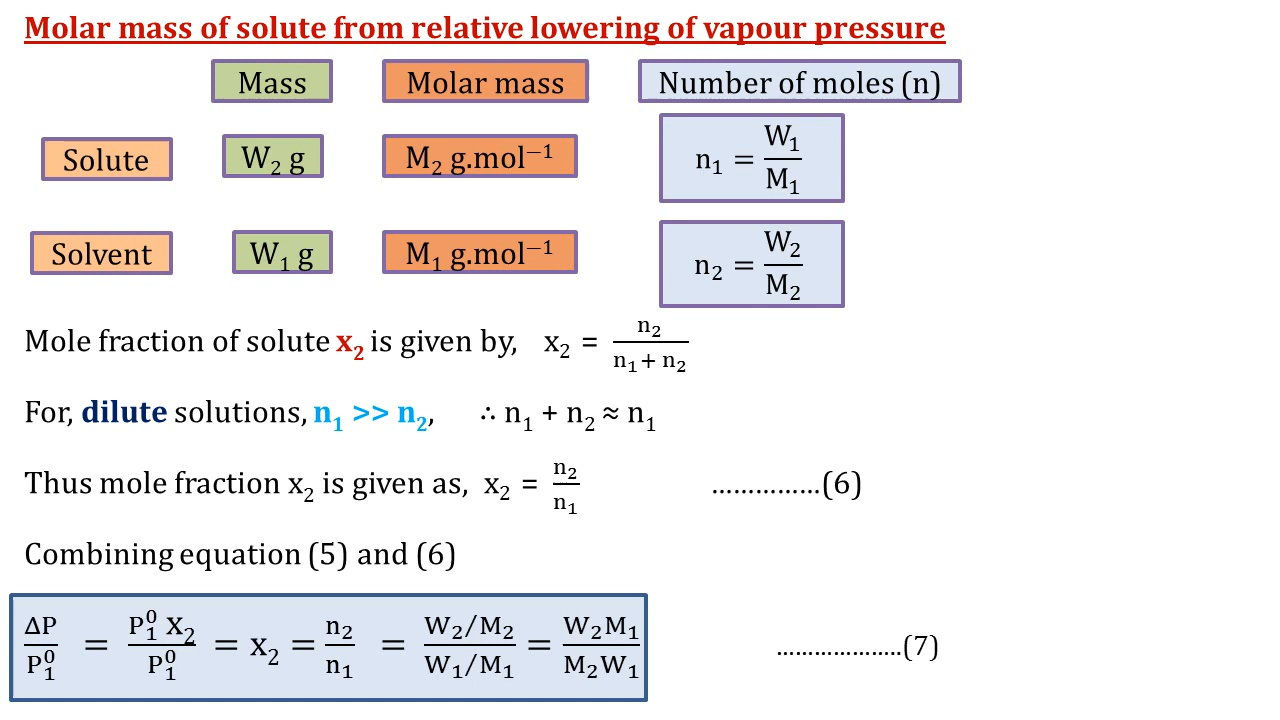 Molar mass of solute from relative lowering of vapour pressure
Mass Molar mass Number of moles (n)
Solute W₂ g M₂ g.mol⁻¹ n₁ = W₁/M₁
Solvent W₁ g M₁ g.mol⁻¹ n₂ = W₂/M₂
Mole fraction of solute x₂ is given by, x₂ = n₂/(n₁ + n₂)
For, dilute solutions, n₁ >> n₂, ∴ n₁ + n₂ ≈ n₁
Thus mole fraction x₂ is given as, x₂ = n₂/n₁ ……………(6)
Combining equation (5) and (6)
ΔP/P₁⁰ = P₁⁰ X₂/P₁⁰ = x₂ = n₂/n₁ = (W₂/M₂)/(W₁/M₁) = W₂M₁/M₂W₁ ………………..(7)